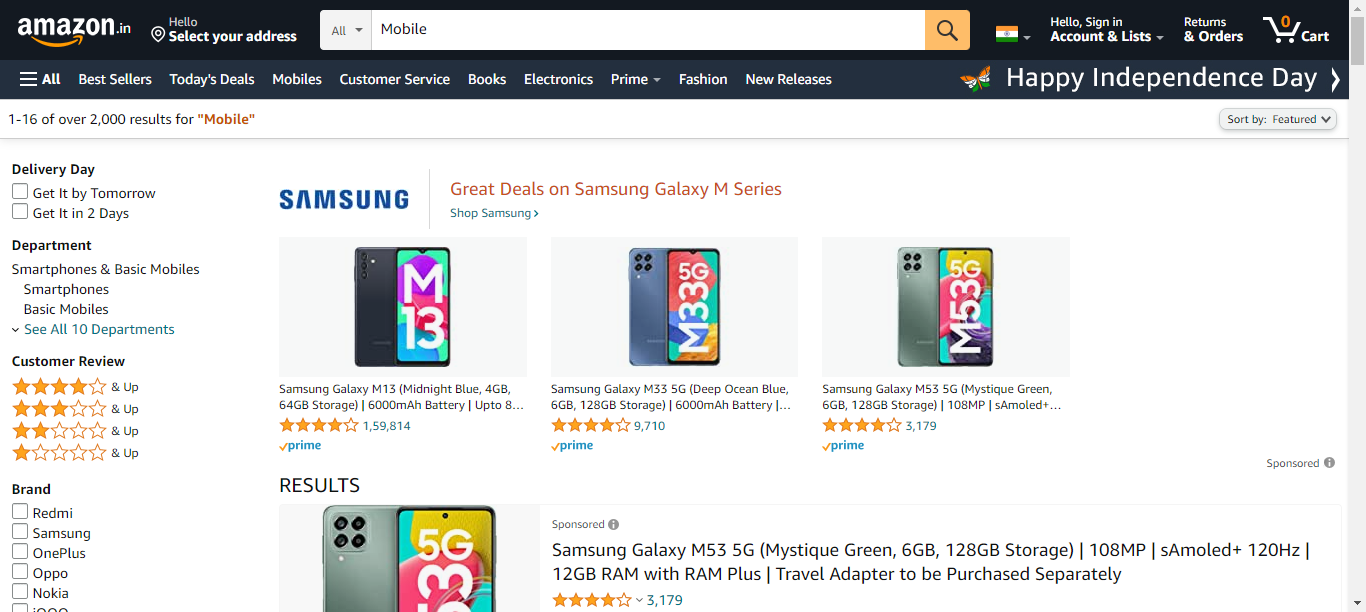 amazon.in
Hello
Select your address
All
Mobile
Hello, Sign in
Account & Lists
Returns
& Orders
0
Cart
All
Best Sellers
Today's Deals
Mobiles
Customer Service
Books
Electronics
Prime
Fashion
New Releases
Happy Independence Day
1-16 of over 2,000 results for "Mobile"
Sort by: Featured
Delivery Day
Get It by Tomorrow
Get It in 2 Days
Department
Smartphones & Basic Mobiles
Smartphones
Basic Mobiles
See All 10 Departments
Customer Review
& Up
& Up
& Up
& Up
Brand
Redmi
Samsung
OnePlus
Oppo
Nokia
iQOO
SAMSUNG
Great Deals on Samsung Galaxy M Series
Shop Samsung
M
13
Samsung Galaxy M13 (Midnight Blue, 4GB,
64GB Storage) | 6000mAh Battery | Upto 8...
1,59,814
prime
5G
M33
Samsung Galaxy M33 5G (Deep Ocean Blue,
6GB, 128GB Storage) | 6000mAh Battery |...
9,710
prime
5G
M53
Samsung Galaxy M53 5G (Mystique Green,
6GB, 128GB Storage) | 108MP | sAmoled+...
3,179
prime
Sponsored
RESULTS
5G
Sponsored
Samsung Galaxy M53 5G (Mystique Green, 6GB, 128GB Storage) | 108MP | sAmoled+ 120Hz |
12GB RAM with RAM Plus | Travel Adapter to be Purchased Separately
3,179